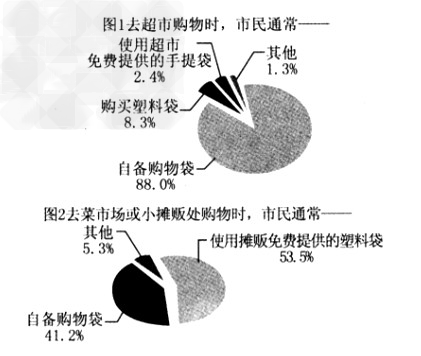 图1去超市购物时，市民通常——
使用超市
免费提供的手提袋
2.4%
其他
1.3%
购买塑料袋
8.3%
自备购物袋
88.0%
图2去菜市场或小摊贩处购物时，市民通常——
其他
5.3%
使用摊贩免费提供的塑料袋
53.5%
自备购物袋
41.2%